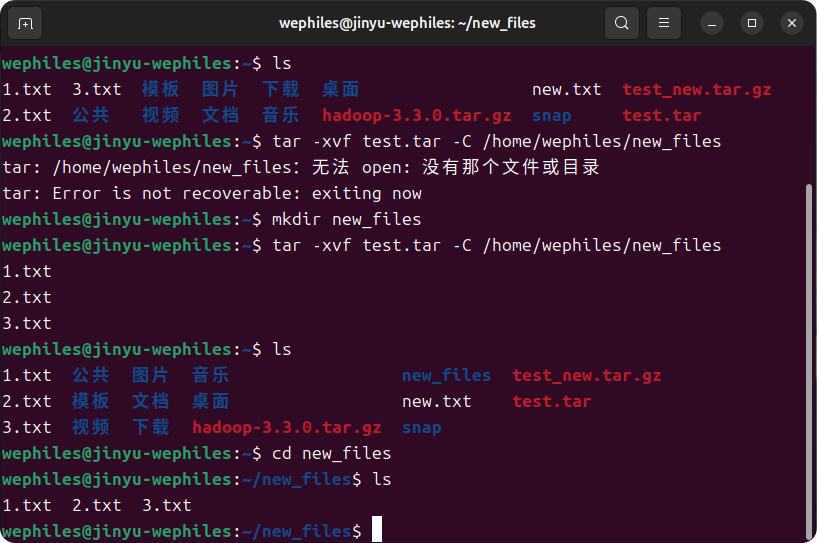 wephiles@jinyu-wephiles: ~/new_files
wephiles@jinyu-wephiles:~$ ls
1.txt  3.txt  模板  图片  下载  桌面                 new.txt  test_new.tar.gz
2.txt  公共   视频  文档  音乐  hadoop-3.3.0.tar.gz  snap     test.tar
wephiles@jinyu-wephiles:~$ tar -xvf test.tar -C /home/wephiles/new_files
tar: /home/wephiles/new_files：无法 open: 没有那个文件或目录
tar: Error is not recoverable: exiting now
wephiles@jinyu-wephiles:~$ mkdir new_files
wephiles@jinyu-wephiles:~$ tar -xvf test.tar -C /home/wephiles/new_files
1.txt
2.txt
3.txt
wephiles@jinyu-wephiles:~$ ls
1.txt  公共  图片  音乐                 new_files  test_new.tar.gz
2.txt  模板  文档  桌面                 new.txt    test.tar
3.txt  视频  下载  hadoop-3.3.0.tar.gz  snap
wephiles@jinyu-wephiles:~$ cd new_files
wephiles@jinyu-wephiles:~/new_files$ ls
1.txt  2.txt  3.txt
wephiles@jinyu-wephiles:~/new_files$